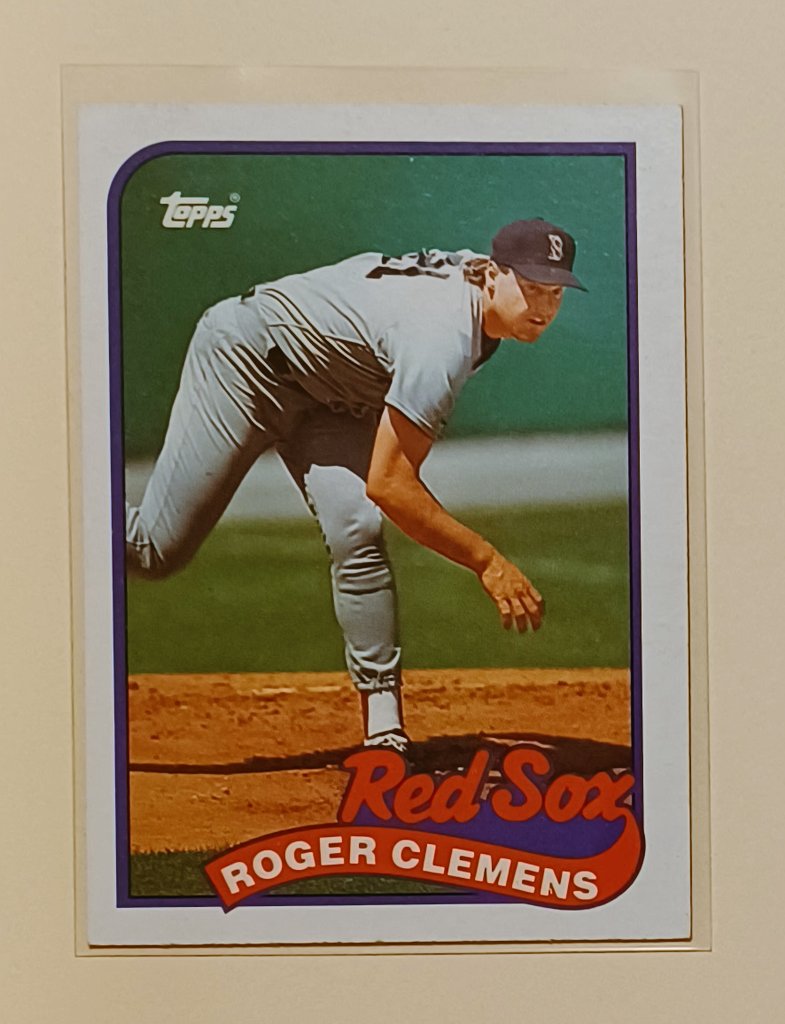 Topps®
B
Red Sox
ROGER CLEMENS